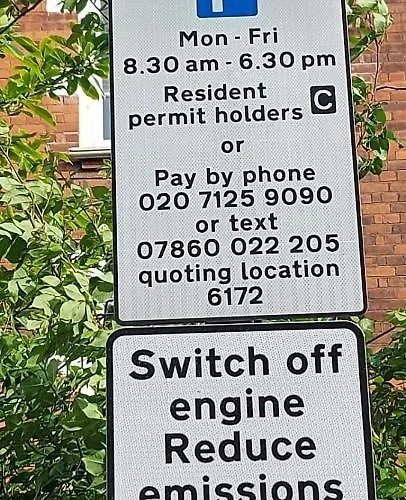 Mon - Fri
8.30 am - 6.30 pm
Resident
permit holders C
or
Pay by phone
020 7125 9090
or text
07860 022 205
quoting location
6172
Switch off
engine
Reduce
emissions